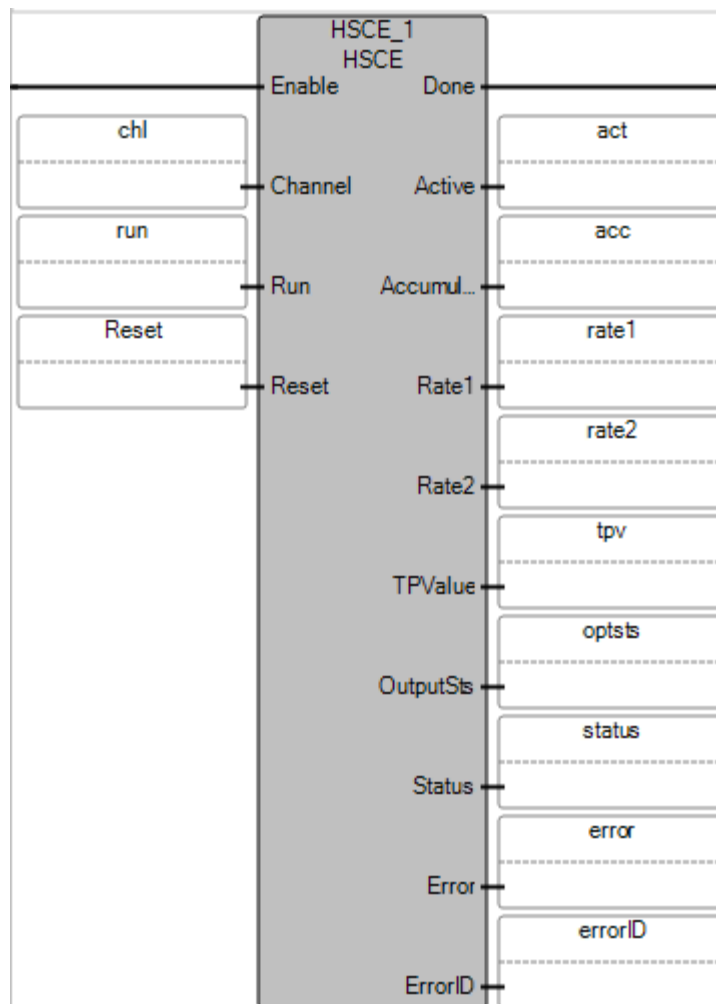 HSCE_1
HSCE
Enable Done
chl act
Channel Active
run acc
Run Accumul...
Reset rate1
Reset Rate1
rate2
Rate2
tpv
TPValue
optsts
OutputSts
status
Status
error
Error
errorID
ErrorID